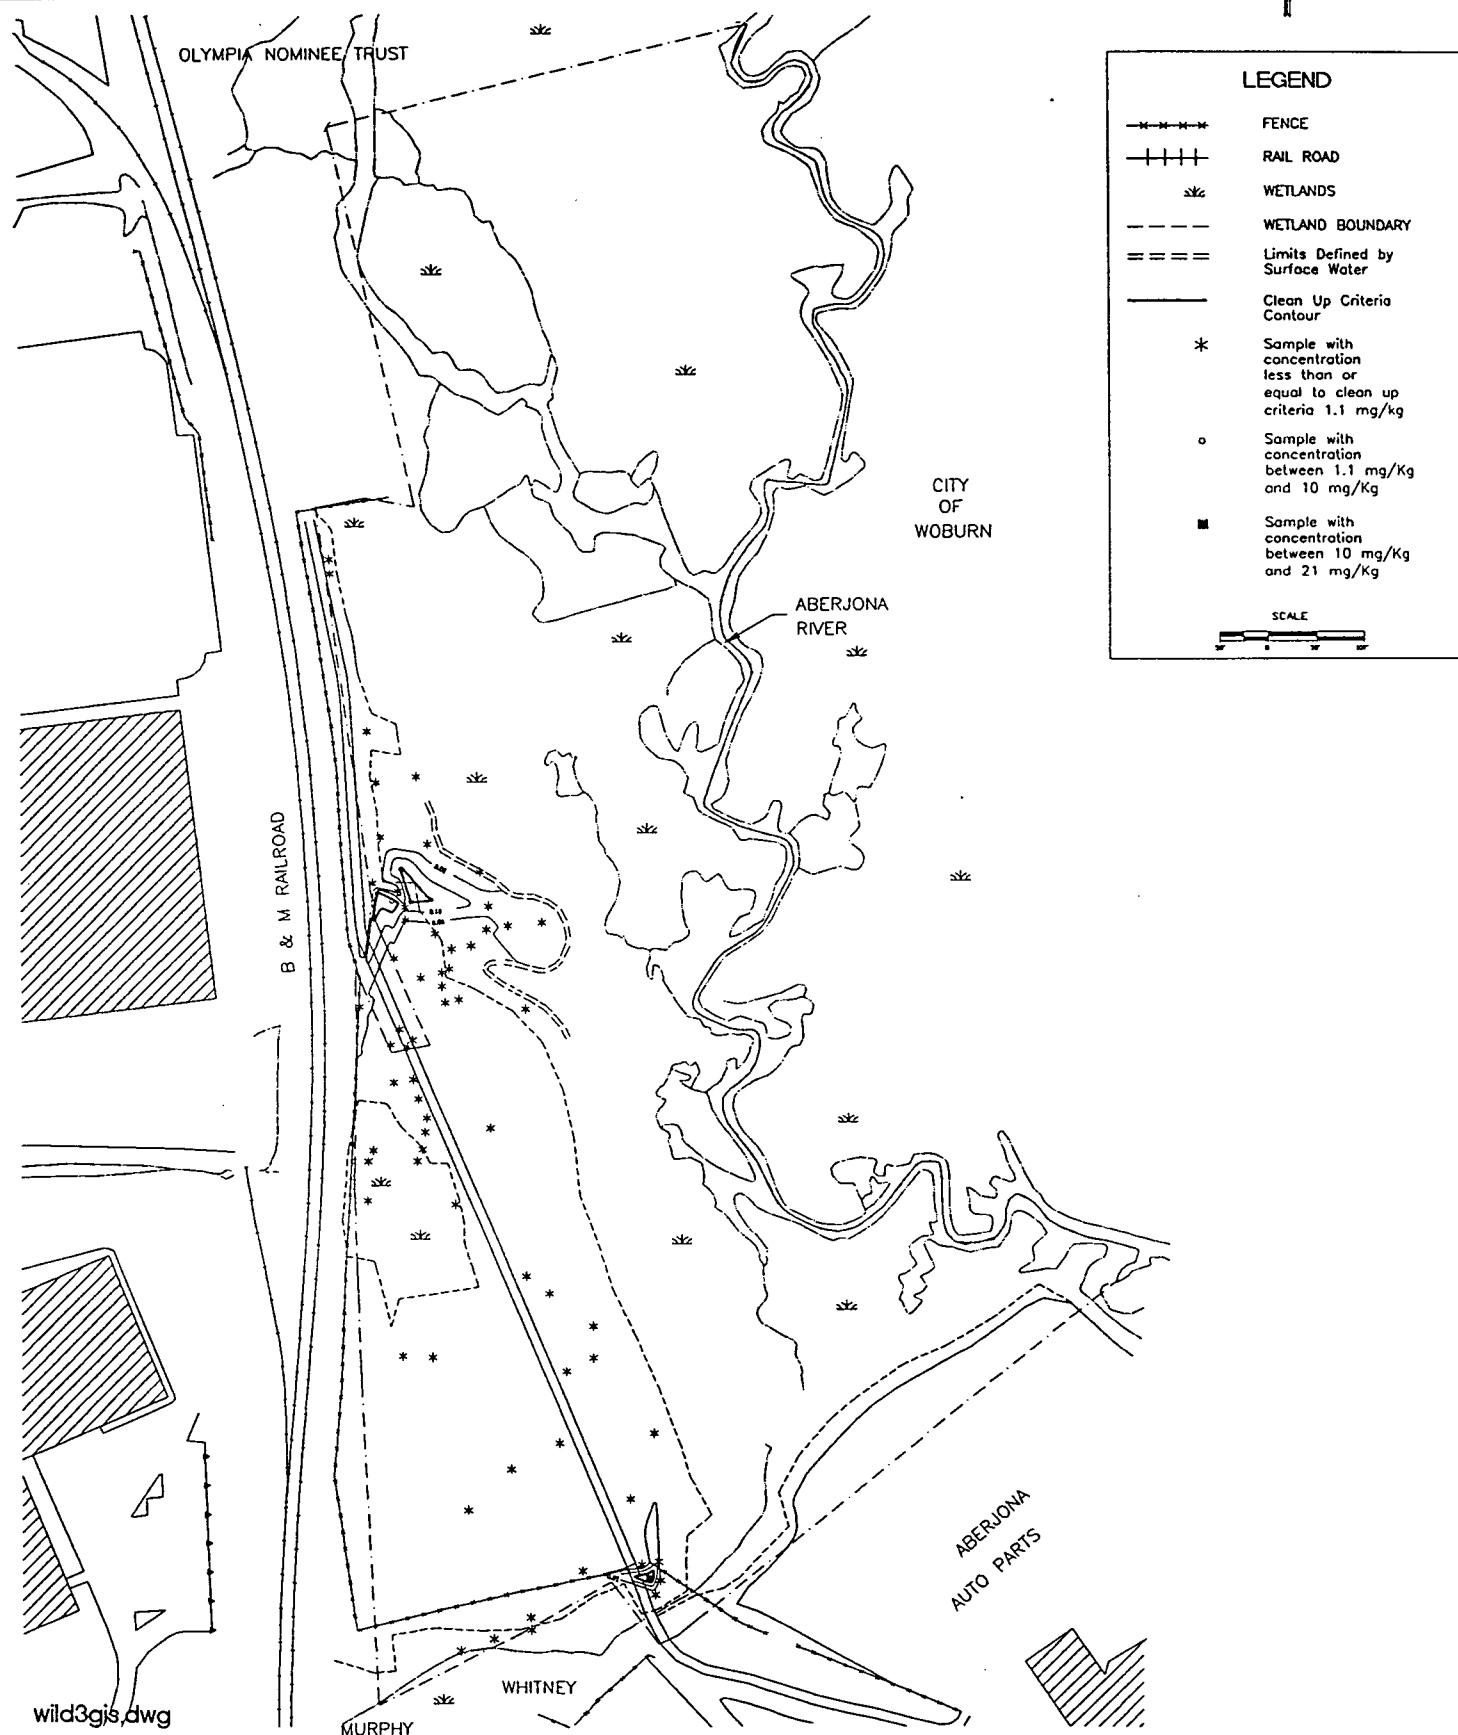 OLYMPIA NOMINEE TRUST
LEGEND
FENCE
RAIL ROAD
WETLANDS
WETLAND BOUNDARY
Limits Defined by
Surface Water
Clean Up Criteria
Contour
Sample with
concentration
less than or
equal to clean up
criteria 1.1 mg/kg
Sample with
concentration
between 1.1 mg/Kg
and 10 mg/Kg
Sample with
concentration
between 10 mg/Kg
and 21 mg/Kg
SCALE
CITY
OF
WOBURN
ABERJONA
RIVER
B & M RAILROAD
ABERJONA
AUTO PARTS
WHITNEY
MURPHY
wild3gis.dwg